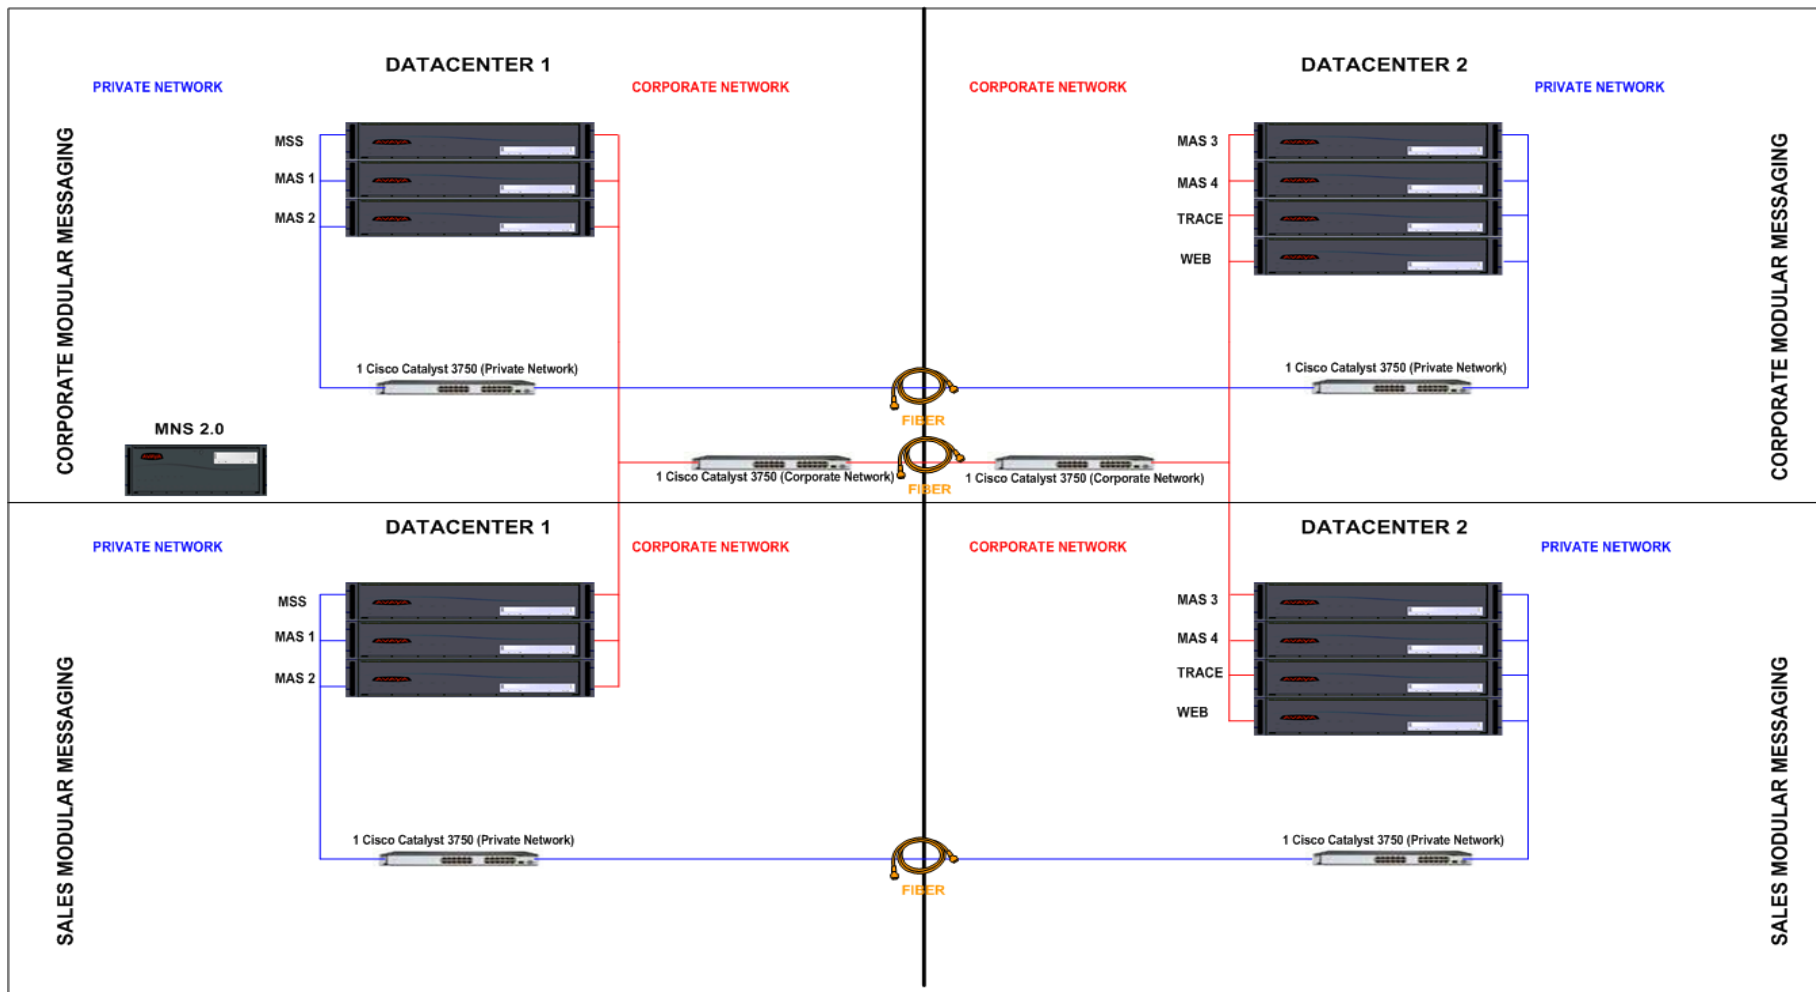 DATACENTER 1
DATACENTER 2
PRIVATE NETWORK
CORPORATE NETWORK
CORPORATE NETWORK
PRIVATE NETWORK
CORPORATE MODULAR MESSAGING
MSS
MAS 1
MAS 2
MAS 3
MAS 4
TRACE
WEB
CORPORATE MODULAR MESSAGING
1 Cisco Catalyst 3750 (Private Network)
1 Cisco Catalyst 3750 (Private Network)
FIBER
MNS 2.0
1 Cisco Catalyst 3750 (Corporate Network)
FIBER
1 Cisco Catalyst 3750 (Corporate Network)
DATACENTER 1
DATACENTER 2
PRIVATE NETWORK
CORPORATE NETWORK
CORPORATE NETWORK
PRIVATE NETWORK
SALES MODULAR MESSAGING
MSS
MAS 1
MAS 2
MAS 3
MAS 4
TRACE
WEB
SALES MODULAR MESSAGING
1 Cisco Catalyst 3750 (Private Network)
1 Cisco Catalyst 3750 (Private Network)
FIBER